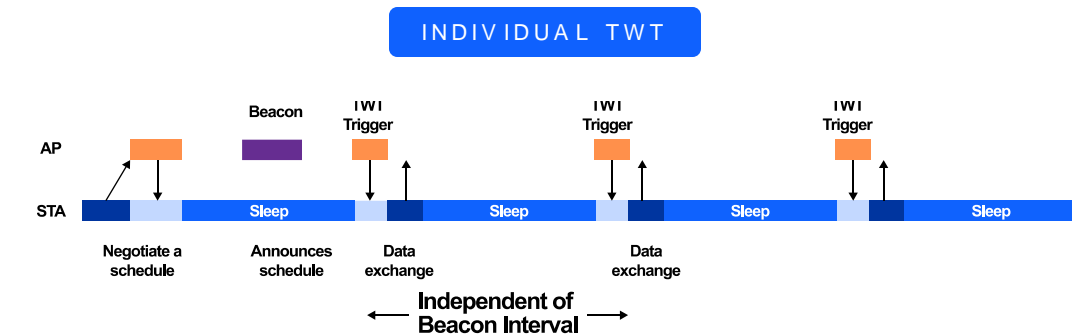 INDIVIDUAL TWT
Beacon
TWT
Trigger
TWT
Trigger
TWT
Trigger
AP
STA
Sleep
Sleep
Sleep
Sleep
Negotiate a
schedule
Announces
schedule
Data
exchange
Data
exchange
Independent of
Beacon Interval